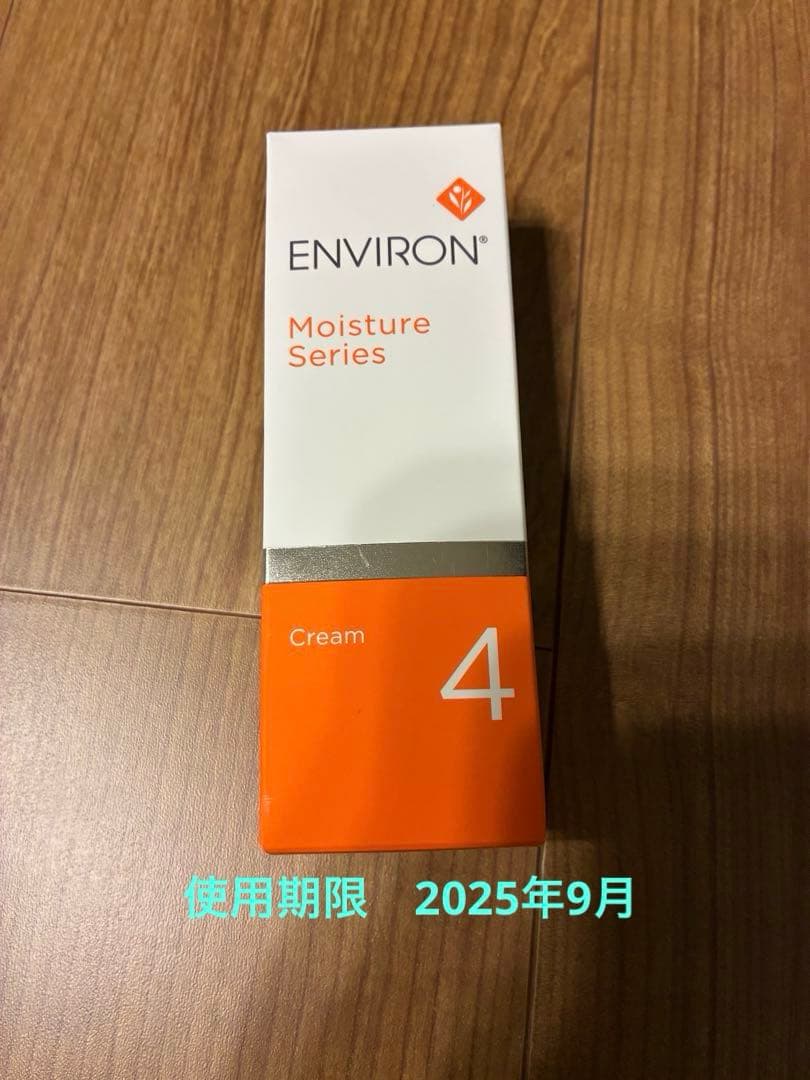 ENVIRON®
Moisture
Series
Cream
4
使用期限　2025年9月